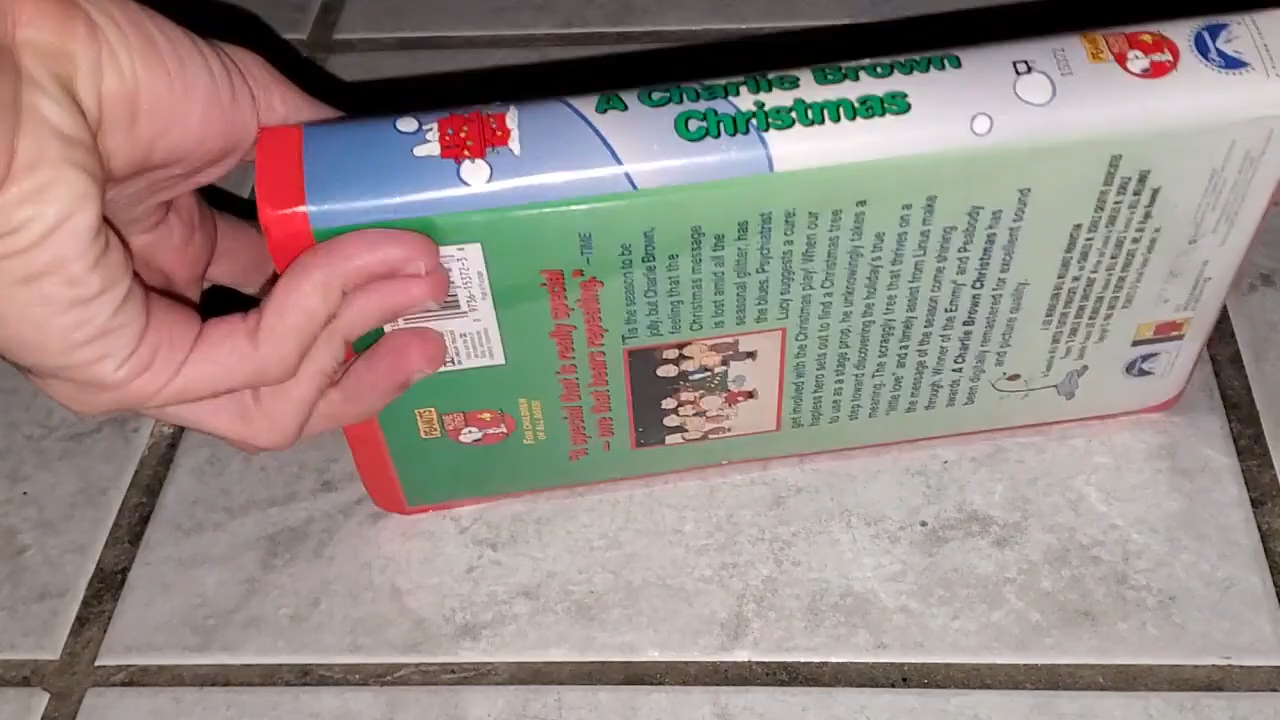 A Charlie Brown
Christmas
15372
PEANUTS
"A special that is really special
– one that bears repeating."
–TIME
'Tis the season to be
jolly, but Charlie Brown,
feeling that the
Christmas message
is lost amid all the
seasonal glitter, has
the blues. Psychiatrist
Lucy suggests a cure:
get involved with the Christmas play! When our
hapless hero sets out to find a Christmas tree
to use as a stage prop, he unknowingly takes a
step toward discovering the holiday's true
meaning. The scraggly tree that thrives on a
"little love" and a timely assist from Linus make
the message of the season come shining
through. Winner of the Emmy® and Peabody
awards, A Charlie Brown Christmas has
been digitally remastered for excellent sound
and picture quality.
PEANUTS
FOR CHILDREN
OF ALL AGES!